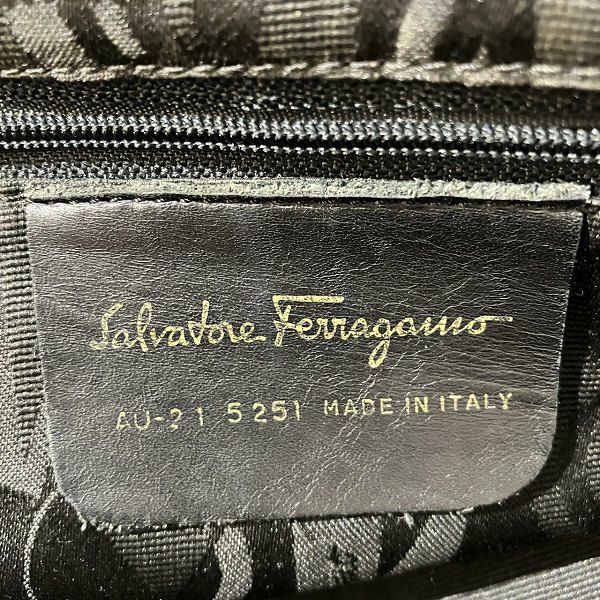 Salvatore Ferragamo
AU-21 5251 MADE IN ITALY